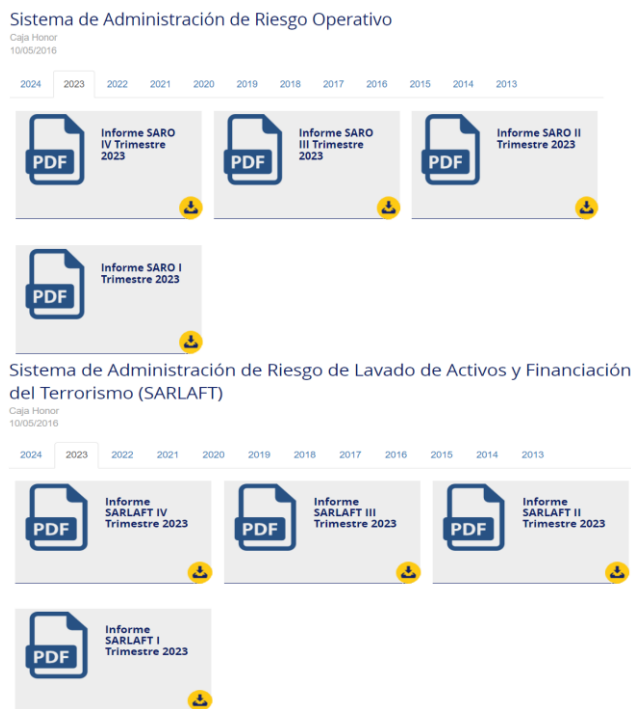 Sistema de Administración de Riesgo Operativo
Caja Honor
10/05/2016
2024 2023 2022 2021 2020 2019 2018 2017 2016 2015 2014 2013
PDF
Informe SARO
IV Trimestre
2023
PDF
Informe SARO
III Trimestre
2023
PDF
Informe SARO II
Trimestre 2023
PDF
Informe SARO I
Trimestre 2023
Sistema de Administración de Riesgo de Lavado de Activos y Financiación
del Terrorismo (SARLAFT)
Caja Honor
10/05/2016
2024 2023 2022 2021 2020 2019 2018 2017 2016 2015 2014 2013
PDF
Informe
SARLAFT IV
Trimestre 2023
PDF
Informe
SARLAFT III
Trimestre 2023
PDF
Informe
SARLAFT II
Trimestre 2023
PDF
Informe
SARLAFT I
Trimestre 2023